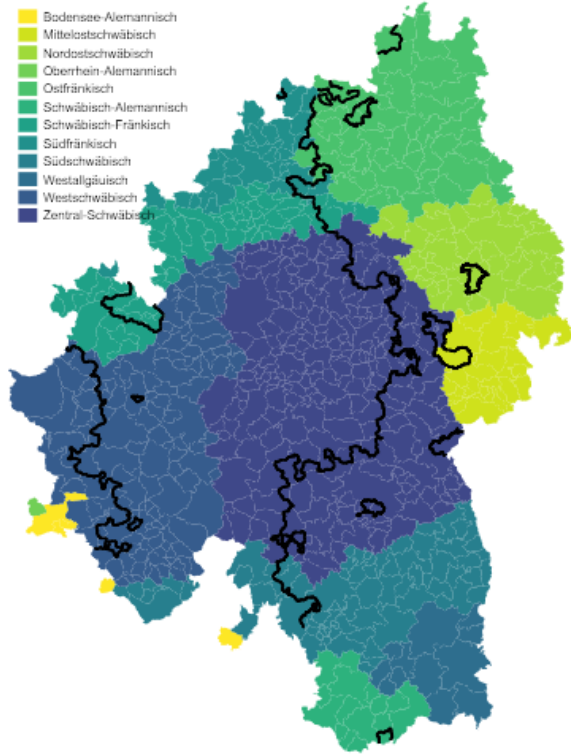 Bodensee-Alemannisch
Mittelostschwäbisch
Nordostschwäbisch
Oberrhein-Alemannisch
Ostfränkisch
Schwäbisch-Alemannisch
Schwäbisch-Fränkisch
Südfränkisch
Südschwäbisch
Westallgäuisch
Westschwäbisch
Zentral-Schwäbisch